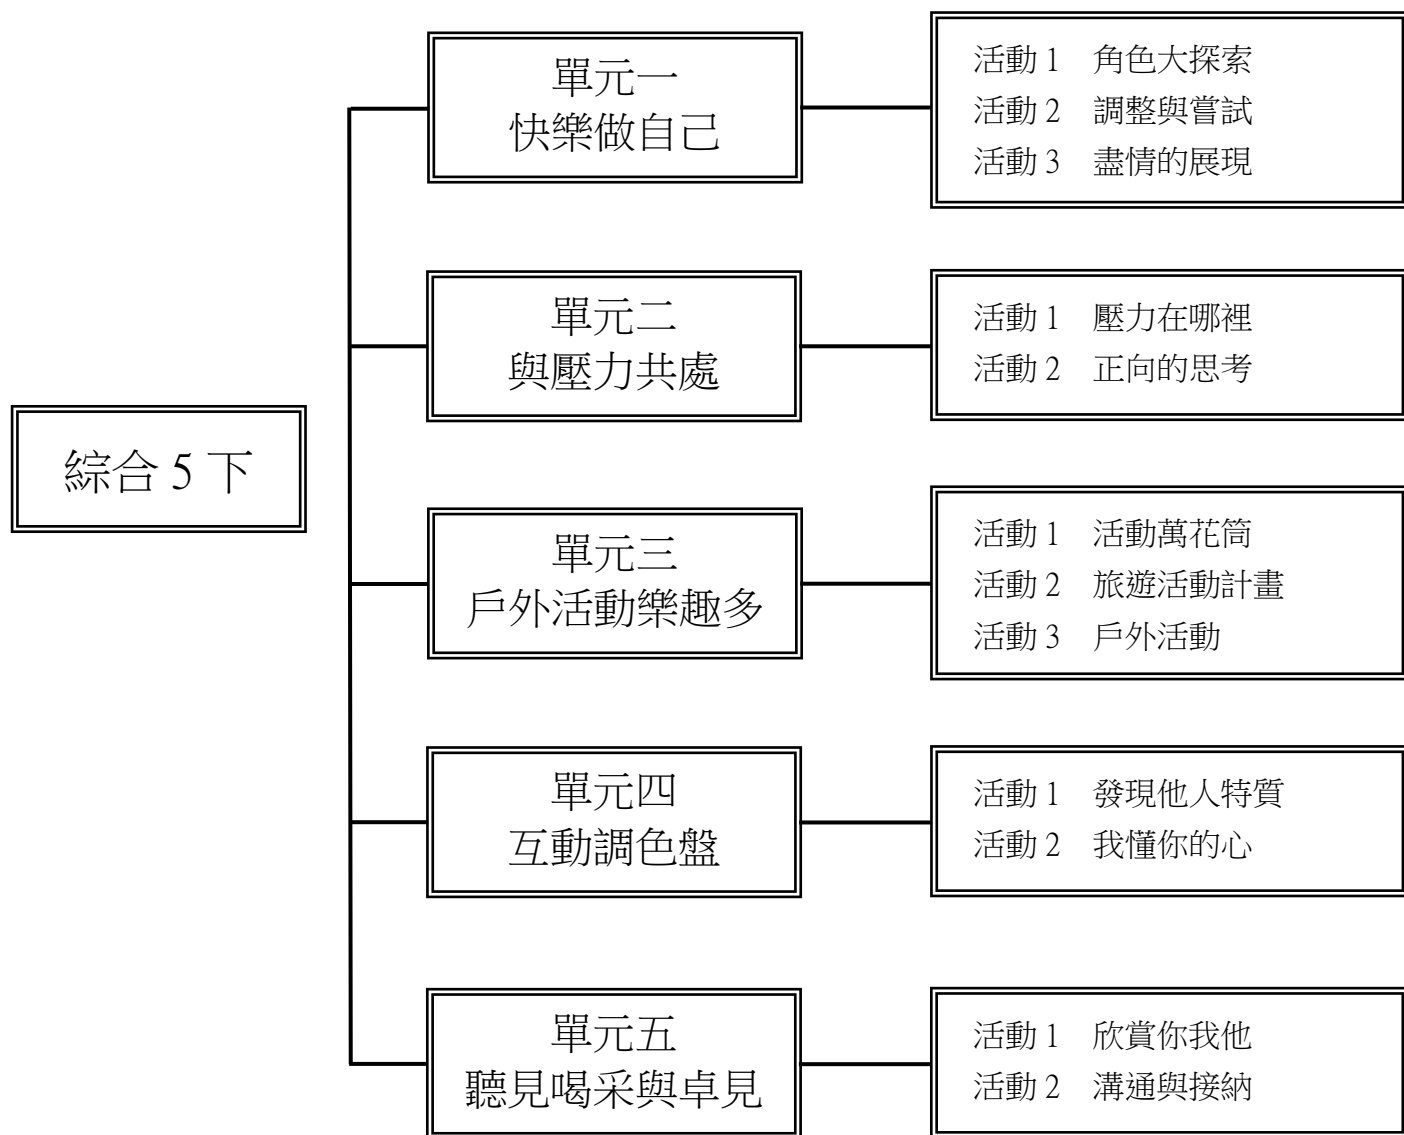 綜合 5 下
單元一
快樂做自己
活動 1　角色大探索
活動 2　調整與嘗試
活動 3　盡情的展現
單元二
與壓力共處
活動 1　壓力在哪裡
活動 2　正向的思考
單元三
戶外活動樂趣多
活動 1　活動萬花筒
活動 2　旅遊活動計畫
活動 3　戶外活動
單元四
互動調色盤
活動 1　發現他人特質
活動 2　我懂你的心
單元五
聽見喝采與卓見
活動 1　欣賞你我他
活動 2　溝通與接納